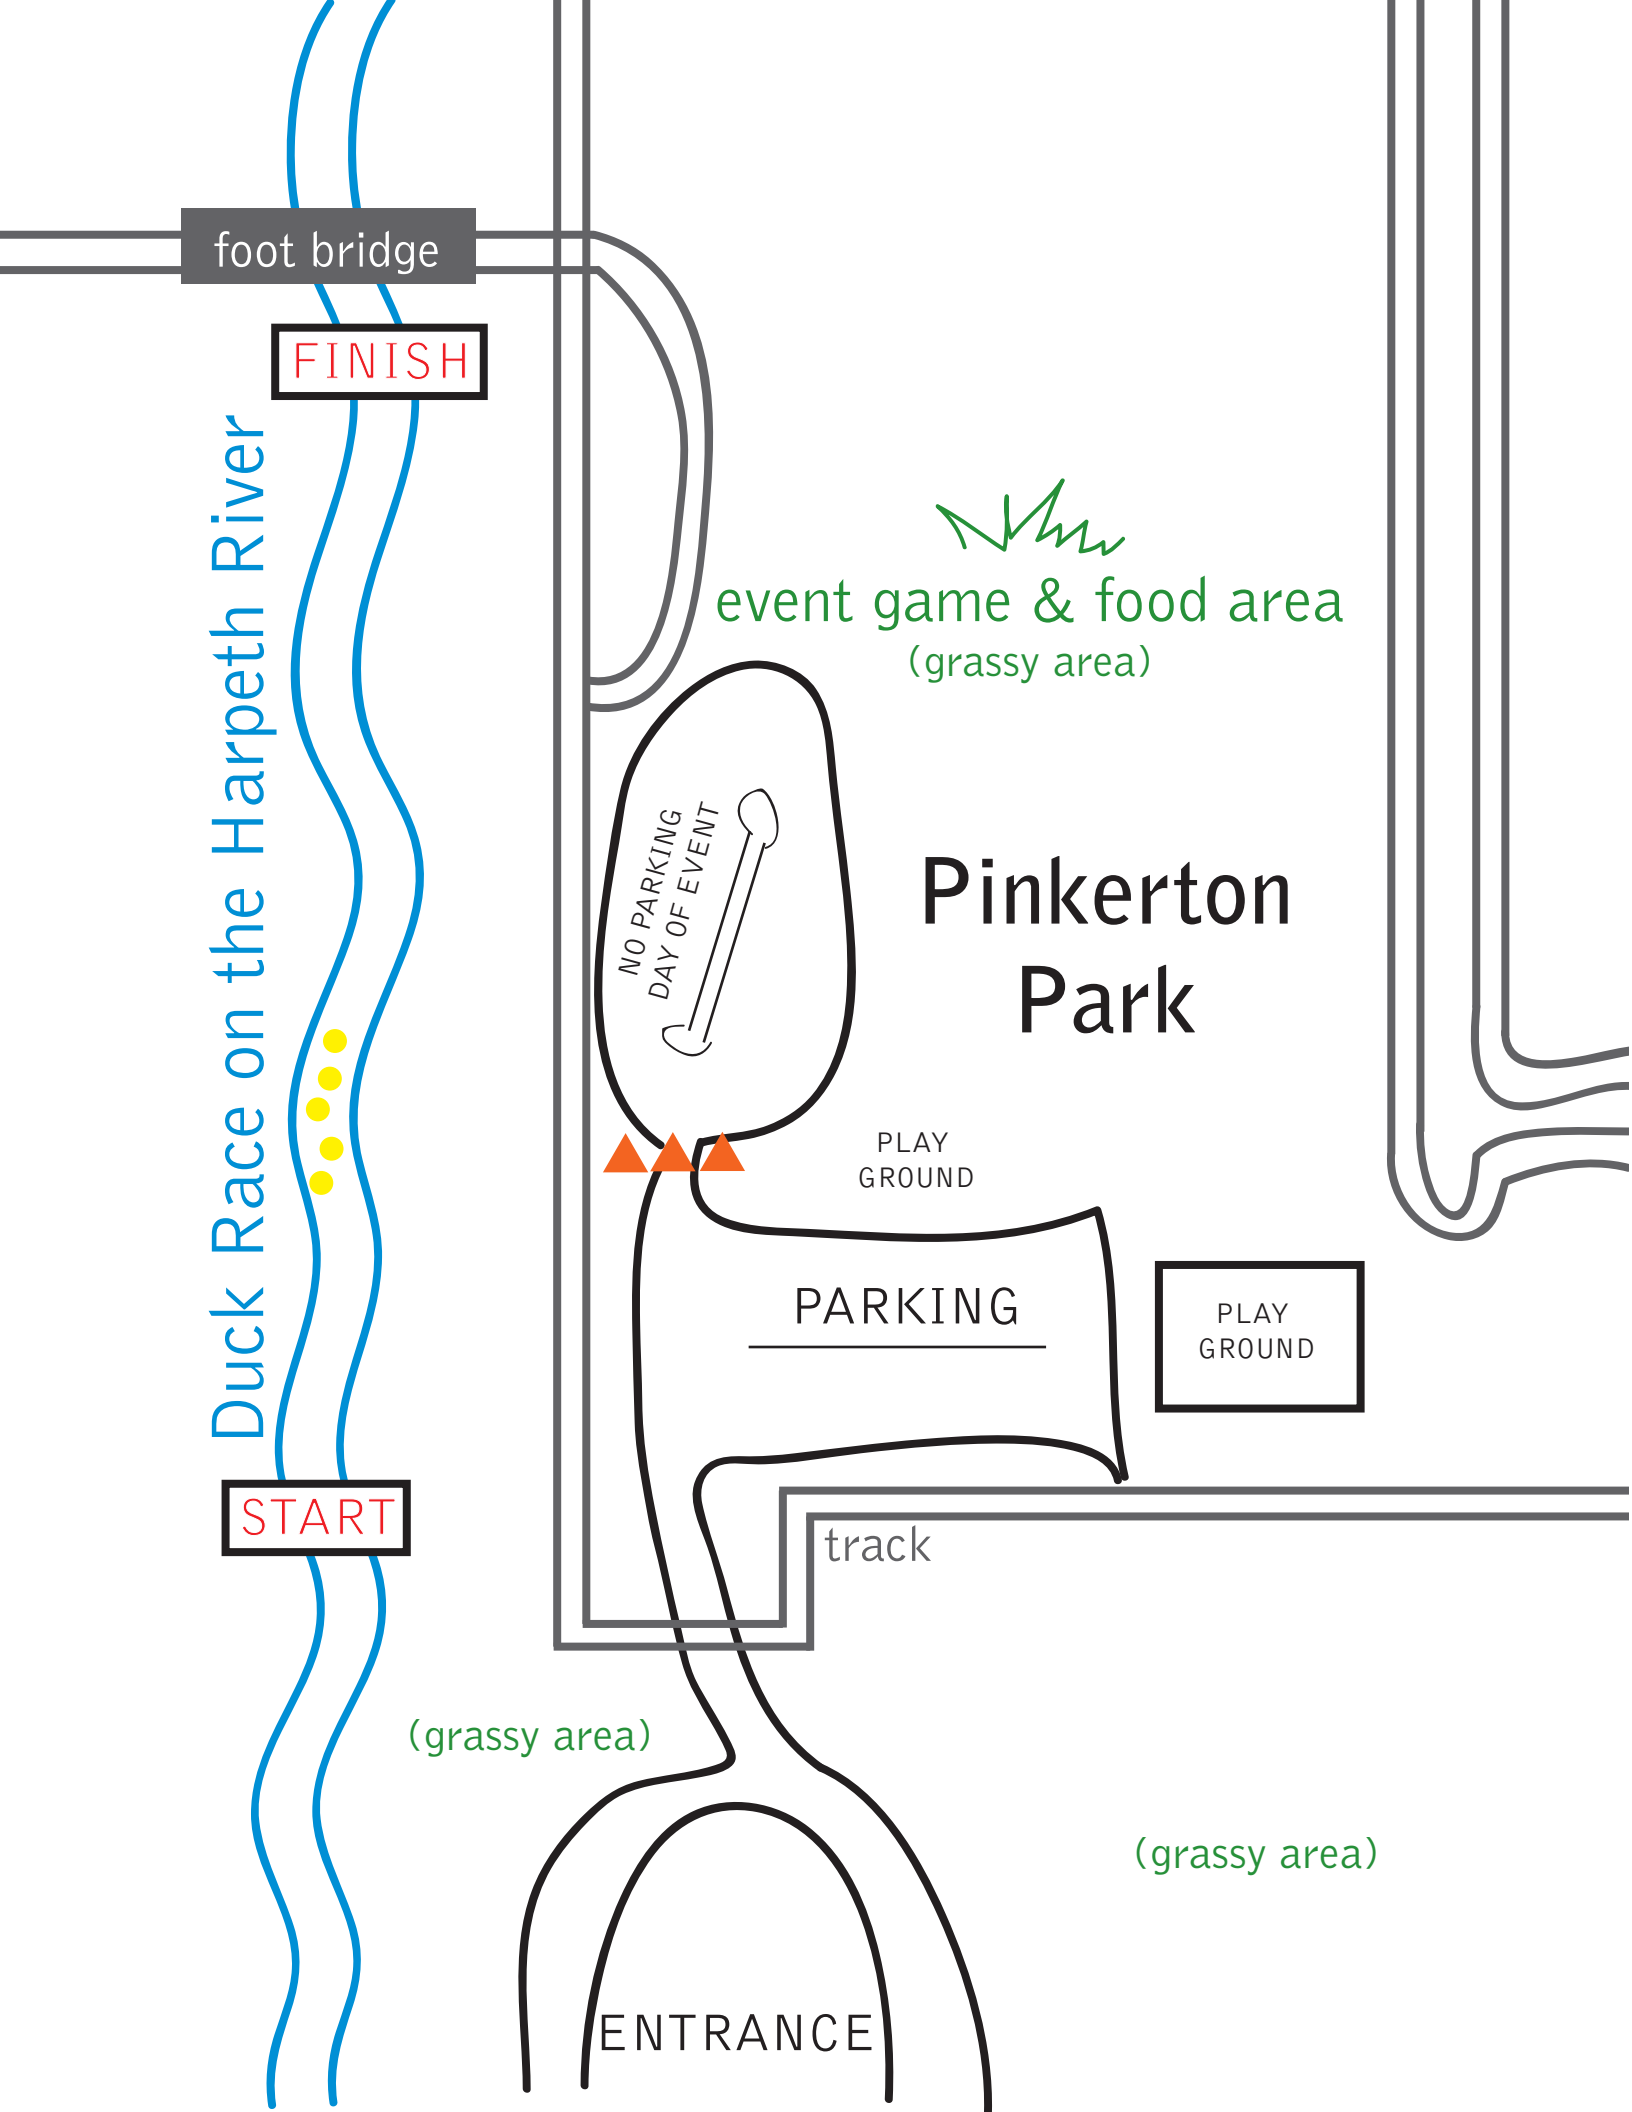 foot bridge
FINISH
Duck Race on the Harpeth River
event game & food area
(grassy area)
NO PARKING
DAY OF EVENT
Pinkerton
Park
PLAY
GROUND
PARKING
PLAY
GROUND
START
track
(grassy area)
(grassy area)
ENTRANCE